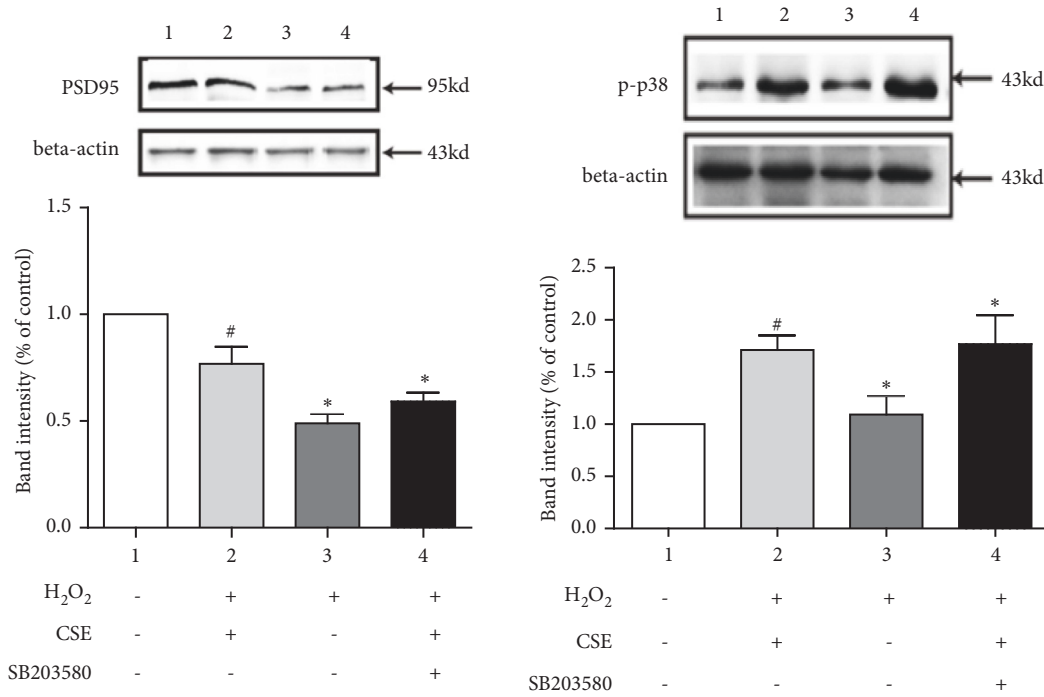 1 2 3 4
PSD95
95kd
beta-actin
43kd
Band intensity (% of control)
1.5
1.0
0.5
0.0
#
*
*
1 2 3 4
H₂O₂ - + + +
CSE - + - +
SB203580 - - - +
1 2 3 4
p-p38
43kd
beta-actin
43kd
Band intensity (% of control)
2.5
2.0
1.5
1.0
0.5
0.0
#
*
*
1 2 3 4
H₂O₂ - + + +
CSE - + - +
SB203580 - - - +